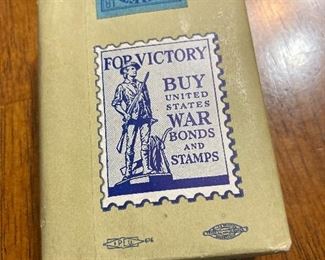 FOR VICTORY
BUY
UNITED
STATES
WAR
BONDS
AND
STAMPS